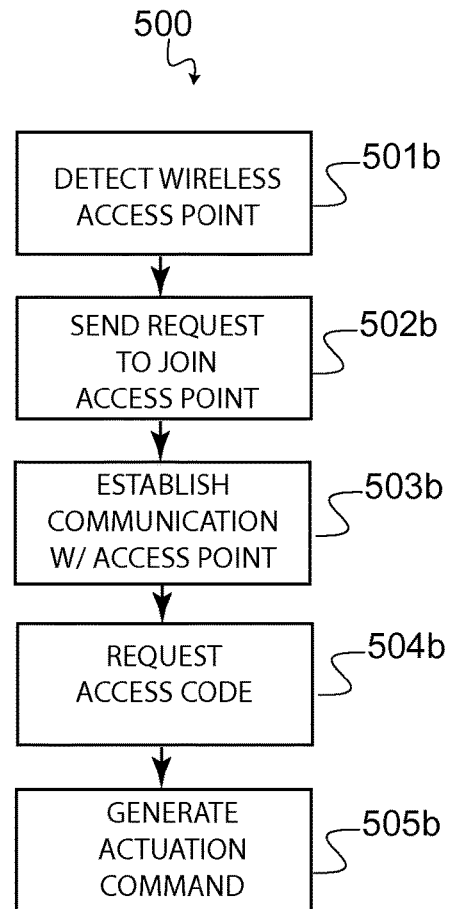 500
DETECT WIRELESS
ACCESS POINT
501b
SEND REQUEST
TO JOIN
ACCESS POINT
502b
ESTABLISH
COMMUNICATION
W/ ACCESS POINT
503b
REQUEST
ACCESS CODE
504b
GENERATE
ACTUATION
COMMAND
505b